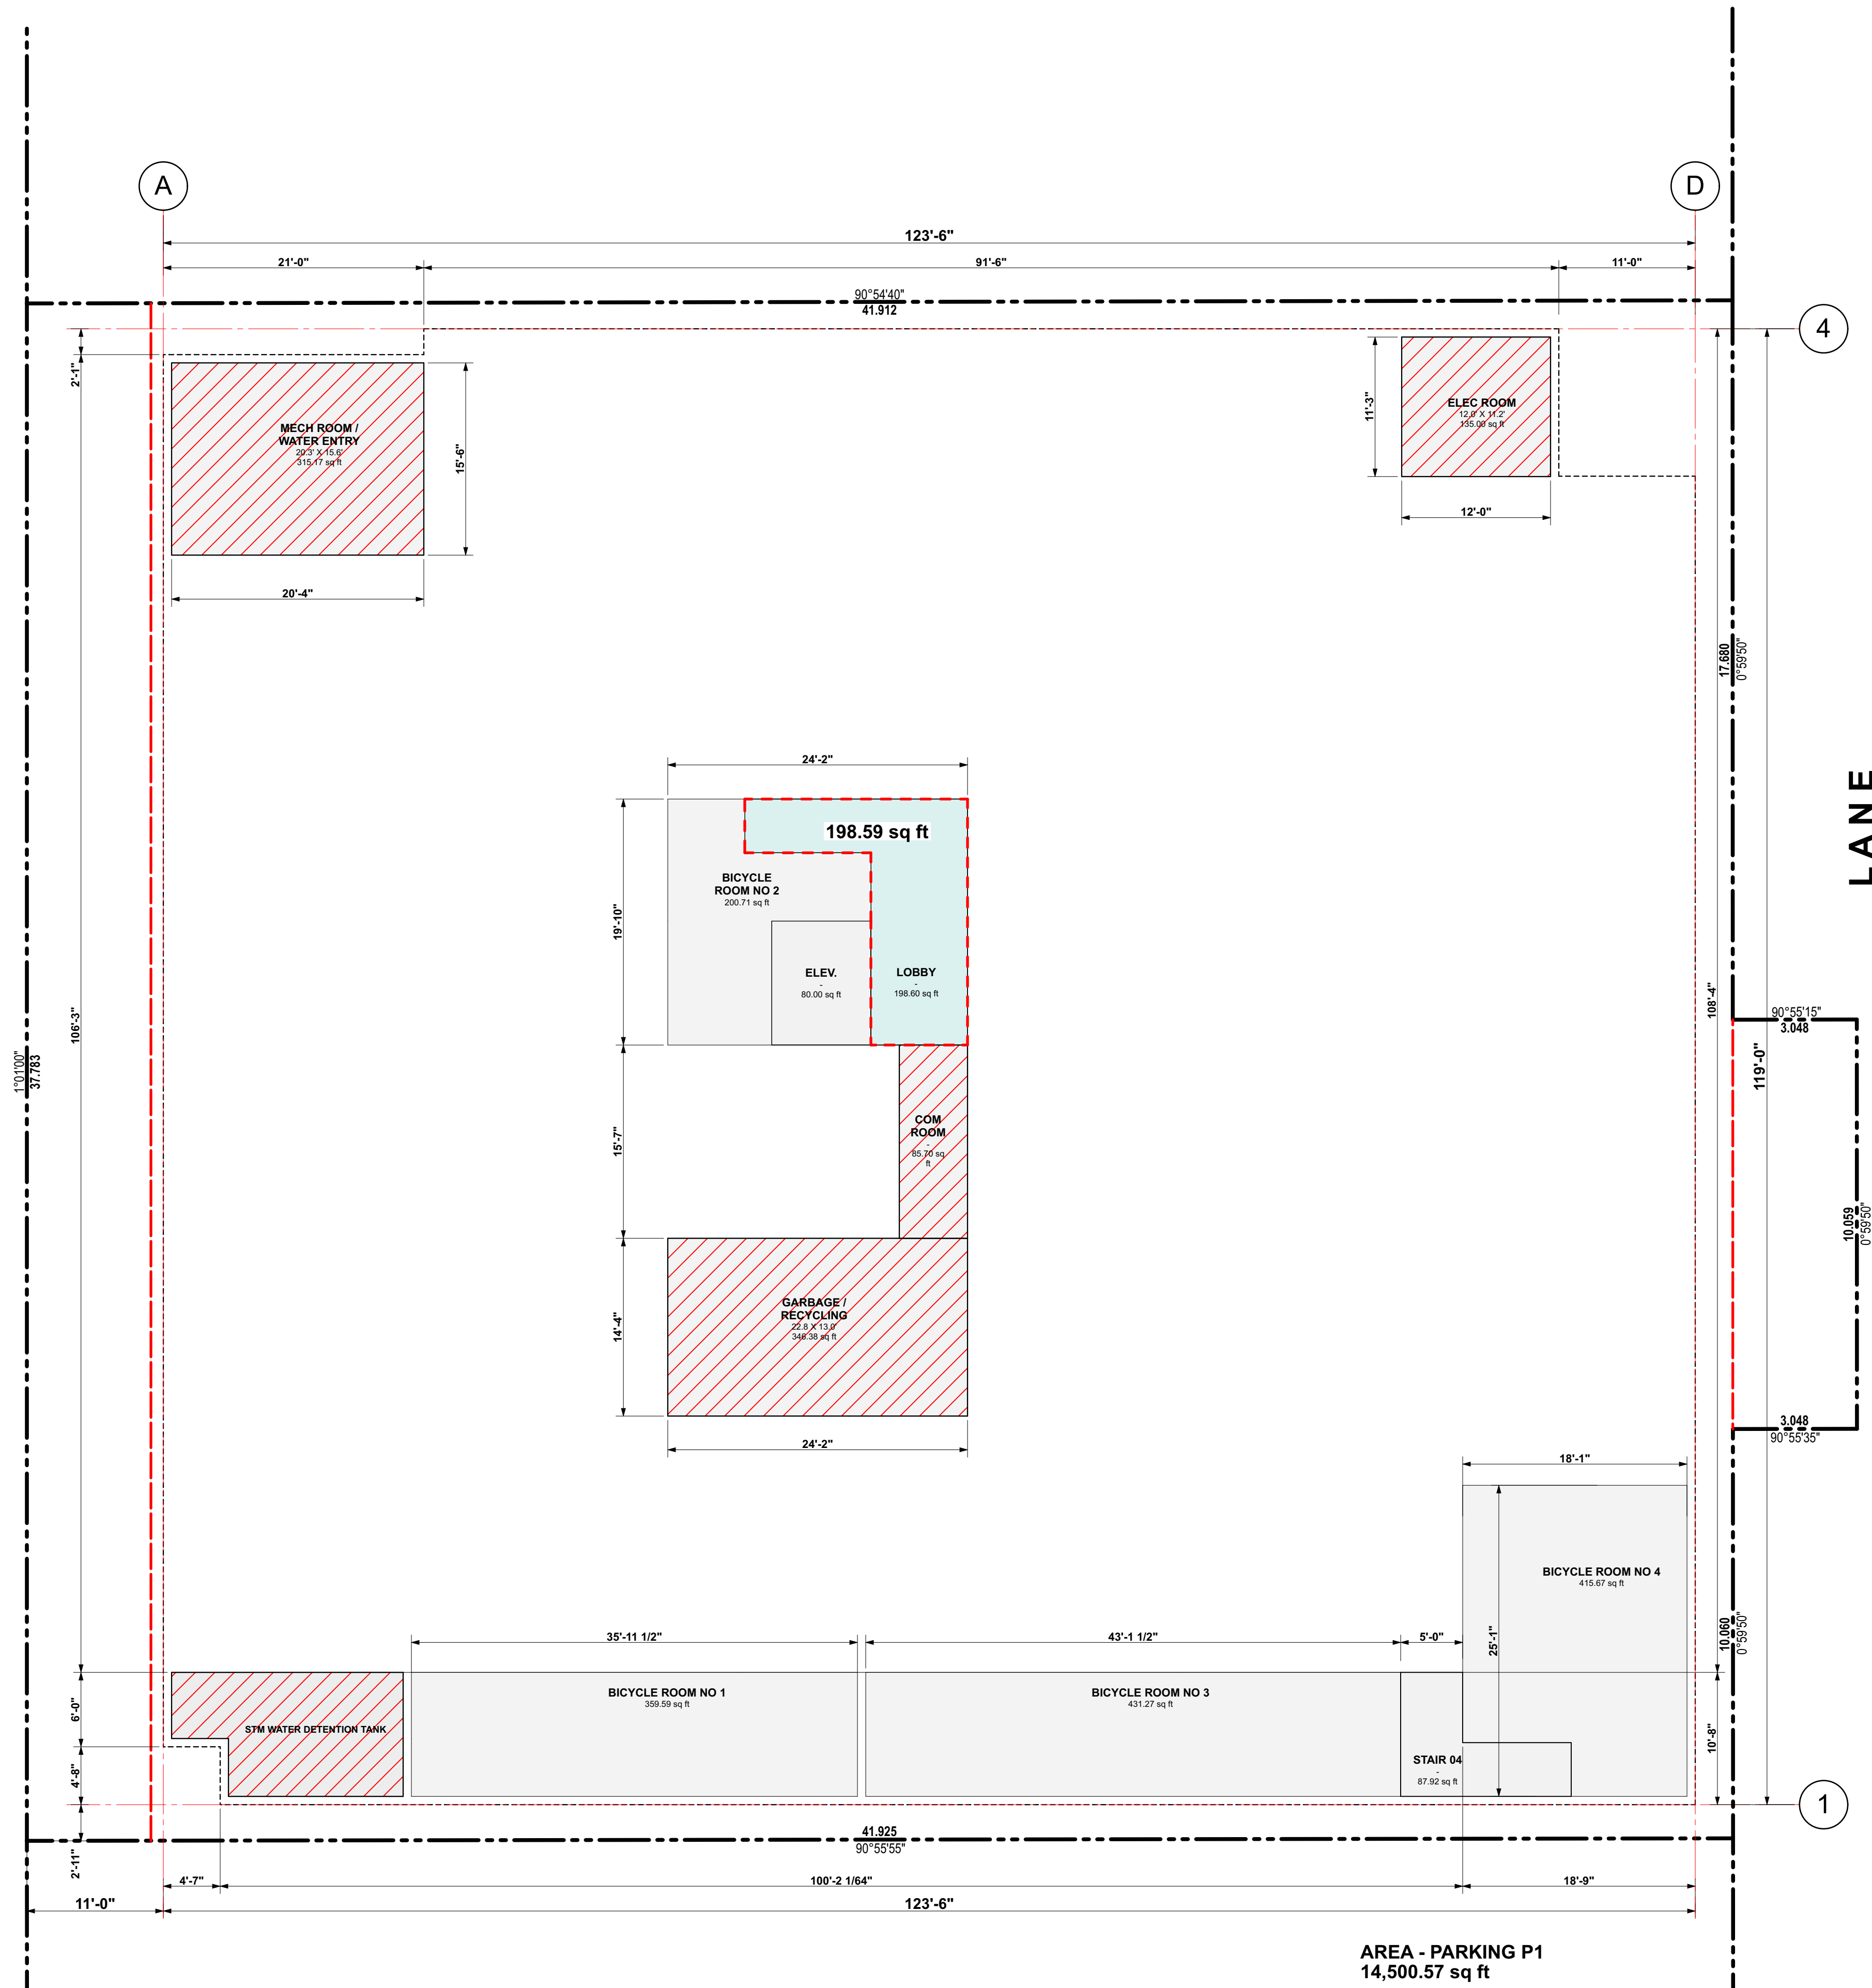 A
D
123'-6"
21'-0"
91'-6"
11'-0"
90°54'40"
41.912
4
2'-1"
MECH ROOM /
WATER ENTRY
20.3' X 15.6'
315.17 sq ft
15'-6"
20'-4"
11'-3"
ELEC ROOM
12.0' X 11.2'
135.00 sq ft
12'-0"
17.680
0°59'50"
LANE
24'-2"
198.59 sq ft
BICYCLE
ROOM NO 2
200.71 sq ft
19'-10"
ELEV.
-
80.00 sq ft
LOBBY
-
198.60 sq ft
106'-3"
108'-4"
90°55'15"
3.048
1°01'00"
37.783
119'-0"
15'-7"
COM
ROOM
-
85.70 sq
ft
10.059
0°59'50"
14'-4"
GARBAGE /
RECYCLING
22.8 X 13.0'
346.38 sq ft
24'-2"
3.048
90°55'35"
18'-1"
BICYCLE ROOM NO 4
415.67 sq ft
25'-1"
10.060
0°59'50"
35'-11 1/2"
43'-1 1/2"
5'-0"
BICYCLE ROOM NO 1
359.59 sq ft
BICYCLE ROOM NO 3
431.27 sq ft
6'-0"
STM WATER DETENTION TANK
10'-8"
STAIR 04
-
87.92 sq ft
4'-8"
1
41.925
90°55'55"
2'-11"
4'-7"
100'-2 1/64"
18'-9"
11'-0"
123'-6"
AREA - PARKING P1
14,500.57 sq ft